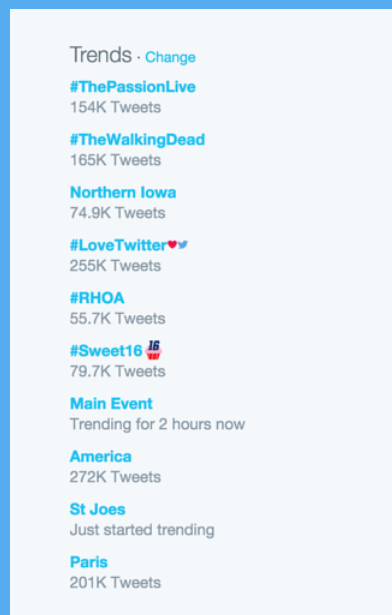 Trends · Change
#ThePassionLive
154K Tweets
#TheWalkingDead
165K Tweets
Northern Iowa
74.9K Tweets
#LoveTwitter
255K Tweets
#RHOA
55.7K Tweets
#Sweet16 16
79.7K Tweets
Main Event
Trending for 2 hours now
America
272K Tweets
St Joes
Just started trending
Paris
201K Tweets